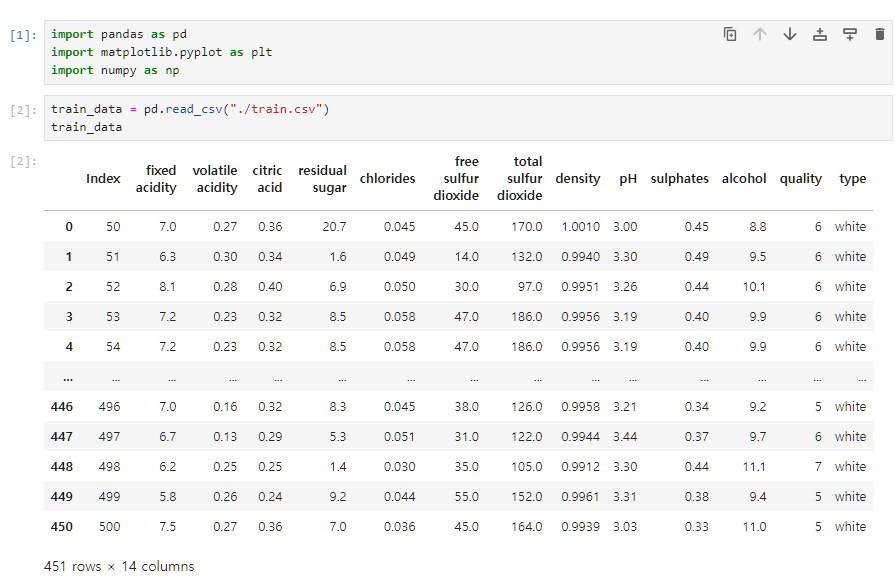 [1]: import pandas as pd
import matplotlib.pyplot as plt
import numpy as np
[2]: train_data = pd.read_csv("./train.csv")
train_data
[2]:
Index fixed acidity volatile acidity citric acid residual sugar chlorides free sulfur dioxide total sulfur dioxide density pH sulphates alcohol quality type
0 50 7.0 0.27 0.36 20.7 0.045 45.0 170.0 1.0010 3.00 0.45 8.8 6 white
1 51 6.3 0.30 0.34 1.6 0.049 14.0 132.0 0.9940 3.30 0.49 9.5 6 white
2 52 8.1 0.28 0.40 6.9 0.050 30.0 97.0 0.9951 3.26 0.44 10.1 6 white
3 53 7.2 0.23 0.32 8.5 0.058 47.0 186.0 0.9956 3.19 0.40 9.9 6 white
4 54 7.2 0.23 0.32 8.5 0.058 47.0 186.0 0.9956 3.19 0.40 9.9 6 white
... ... ... ... ... ... ... ... ... ... ... ... ... ... ...
446 496 7.0 0.16 0.32 8.3 0.045 38.0 126.0 0.9958 3.21 0.34 9.2 5 white
447 497 6.7 0.13 0.29 5.3 0.051 31.0 122.0 0.9944 3.44 0.37 9.7 6 white
448 498 6.2 0.25 0.25 1.4 0.030 35.0 105.0 0.9912 3.30 0.44 11.1 7 white
449 499 5.8 0.26 0.24 9.2 0.044 55.0 152.0 0.9961 3.31 0.38 9.4 5 white
450 500 7.5 0.27 0.36 7.0 0.036 45.0 164.0 0.9939 3.03 0.33 11.0 5 white
451 rows × 14 columns